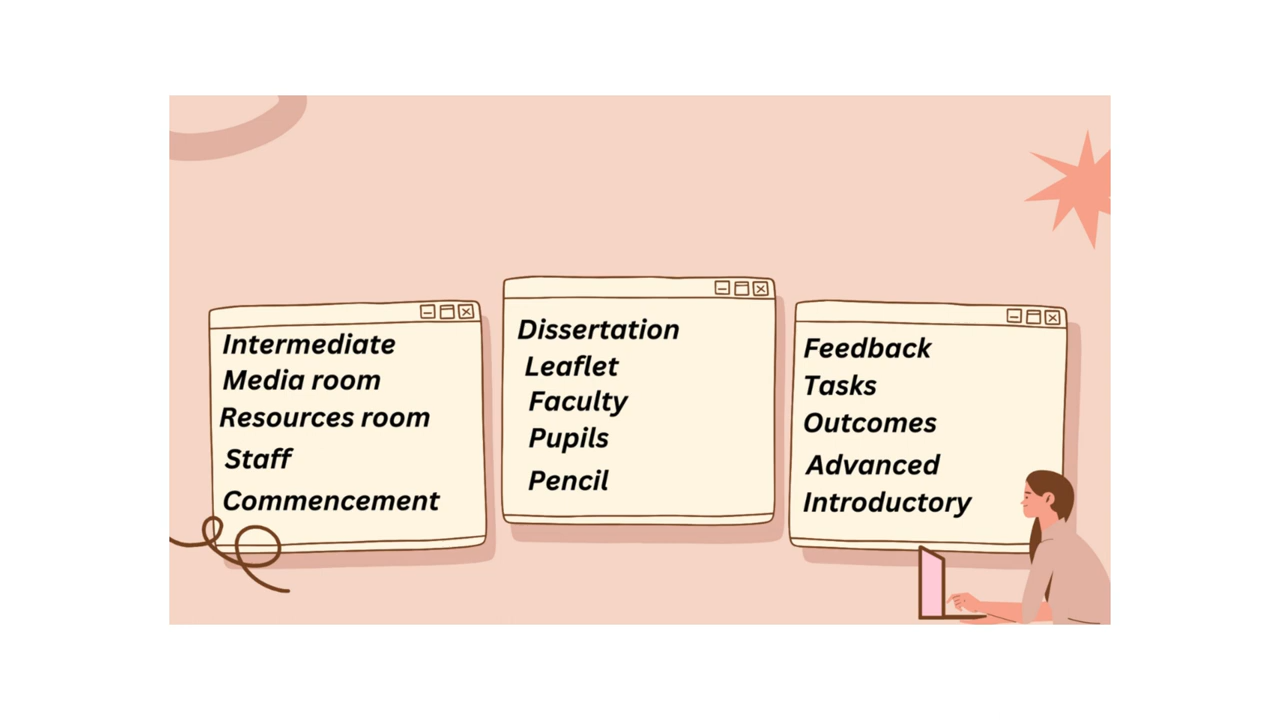 Intermediate
Media room
Resources room
Staff
Commencement
Dissertation
Leaflet
Faculty
Pupils
Pencil
Feedback
Tasks
Outcomes
Advanced
Introductory